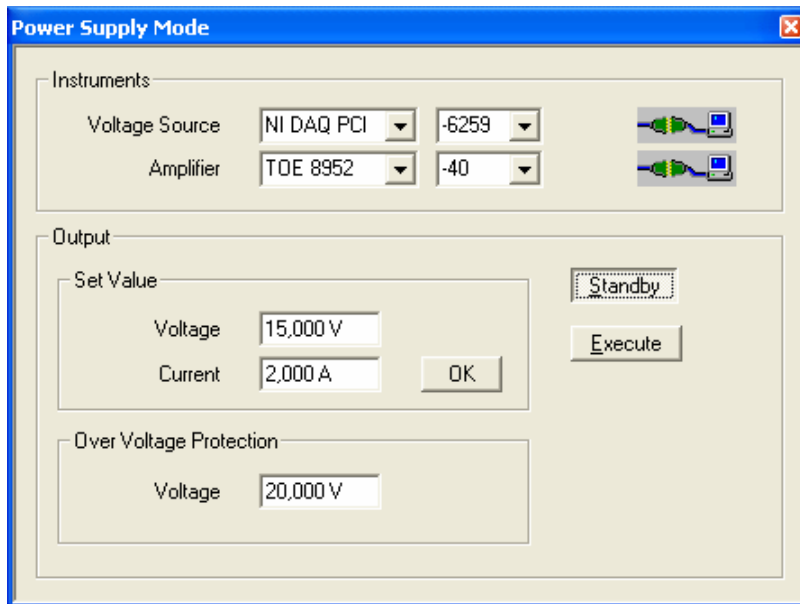 Power Supply Mode
Instruments
Voltage Source NI DAQ PCI -6259
Amplifier TOE 8952 -40
Output
Set Value
Standby
Voltage 15,000 V
Execute
Current 2,000 A OK
Over Voltage Protection
Voltage 20,000 V